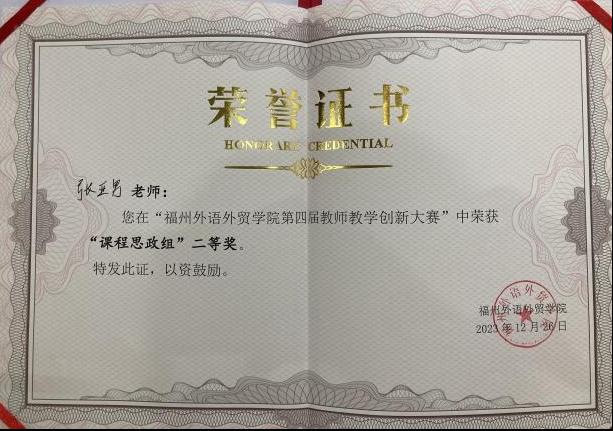 荣誉证书
HONORARY CREDENTIAL
张亚男 老师：
您在“福州外语外贸学院第四届教师教学创新大赛”中荣获
“课程思政组”二等奖。
特发此证，以资鼓励。
福州外语外贸学院
2023年12月26日